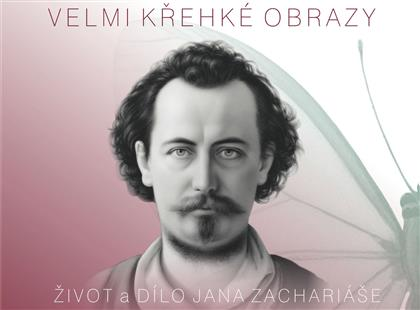 VELMI KŘEHKÉ OBRAZY
ŽIVOT a DÍLO JANA ZACHARIÁŠE